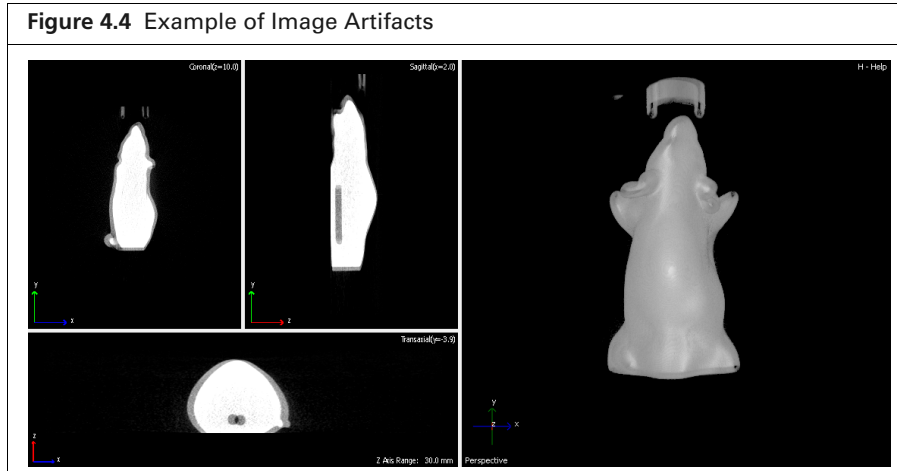 Figure 4.4 Example of Image Artifacts
Coronal(z=10.0)
Sagittal(x=2.0)
H - Help
y
x
y
z
Transaxial(y=-3.9)
z
x
Z Axis Range: 30.0 mm
y
z
x
Perspective